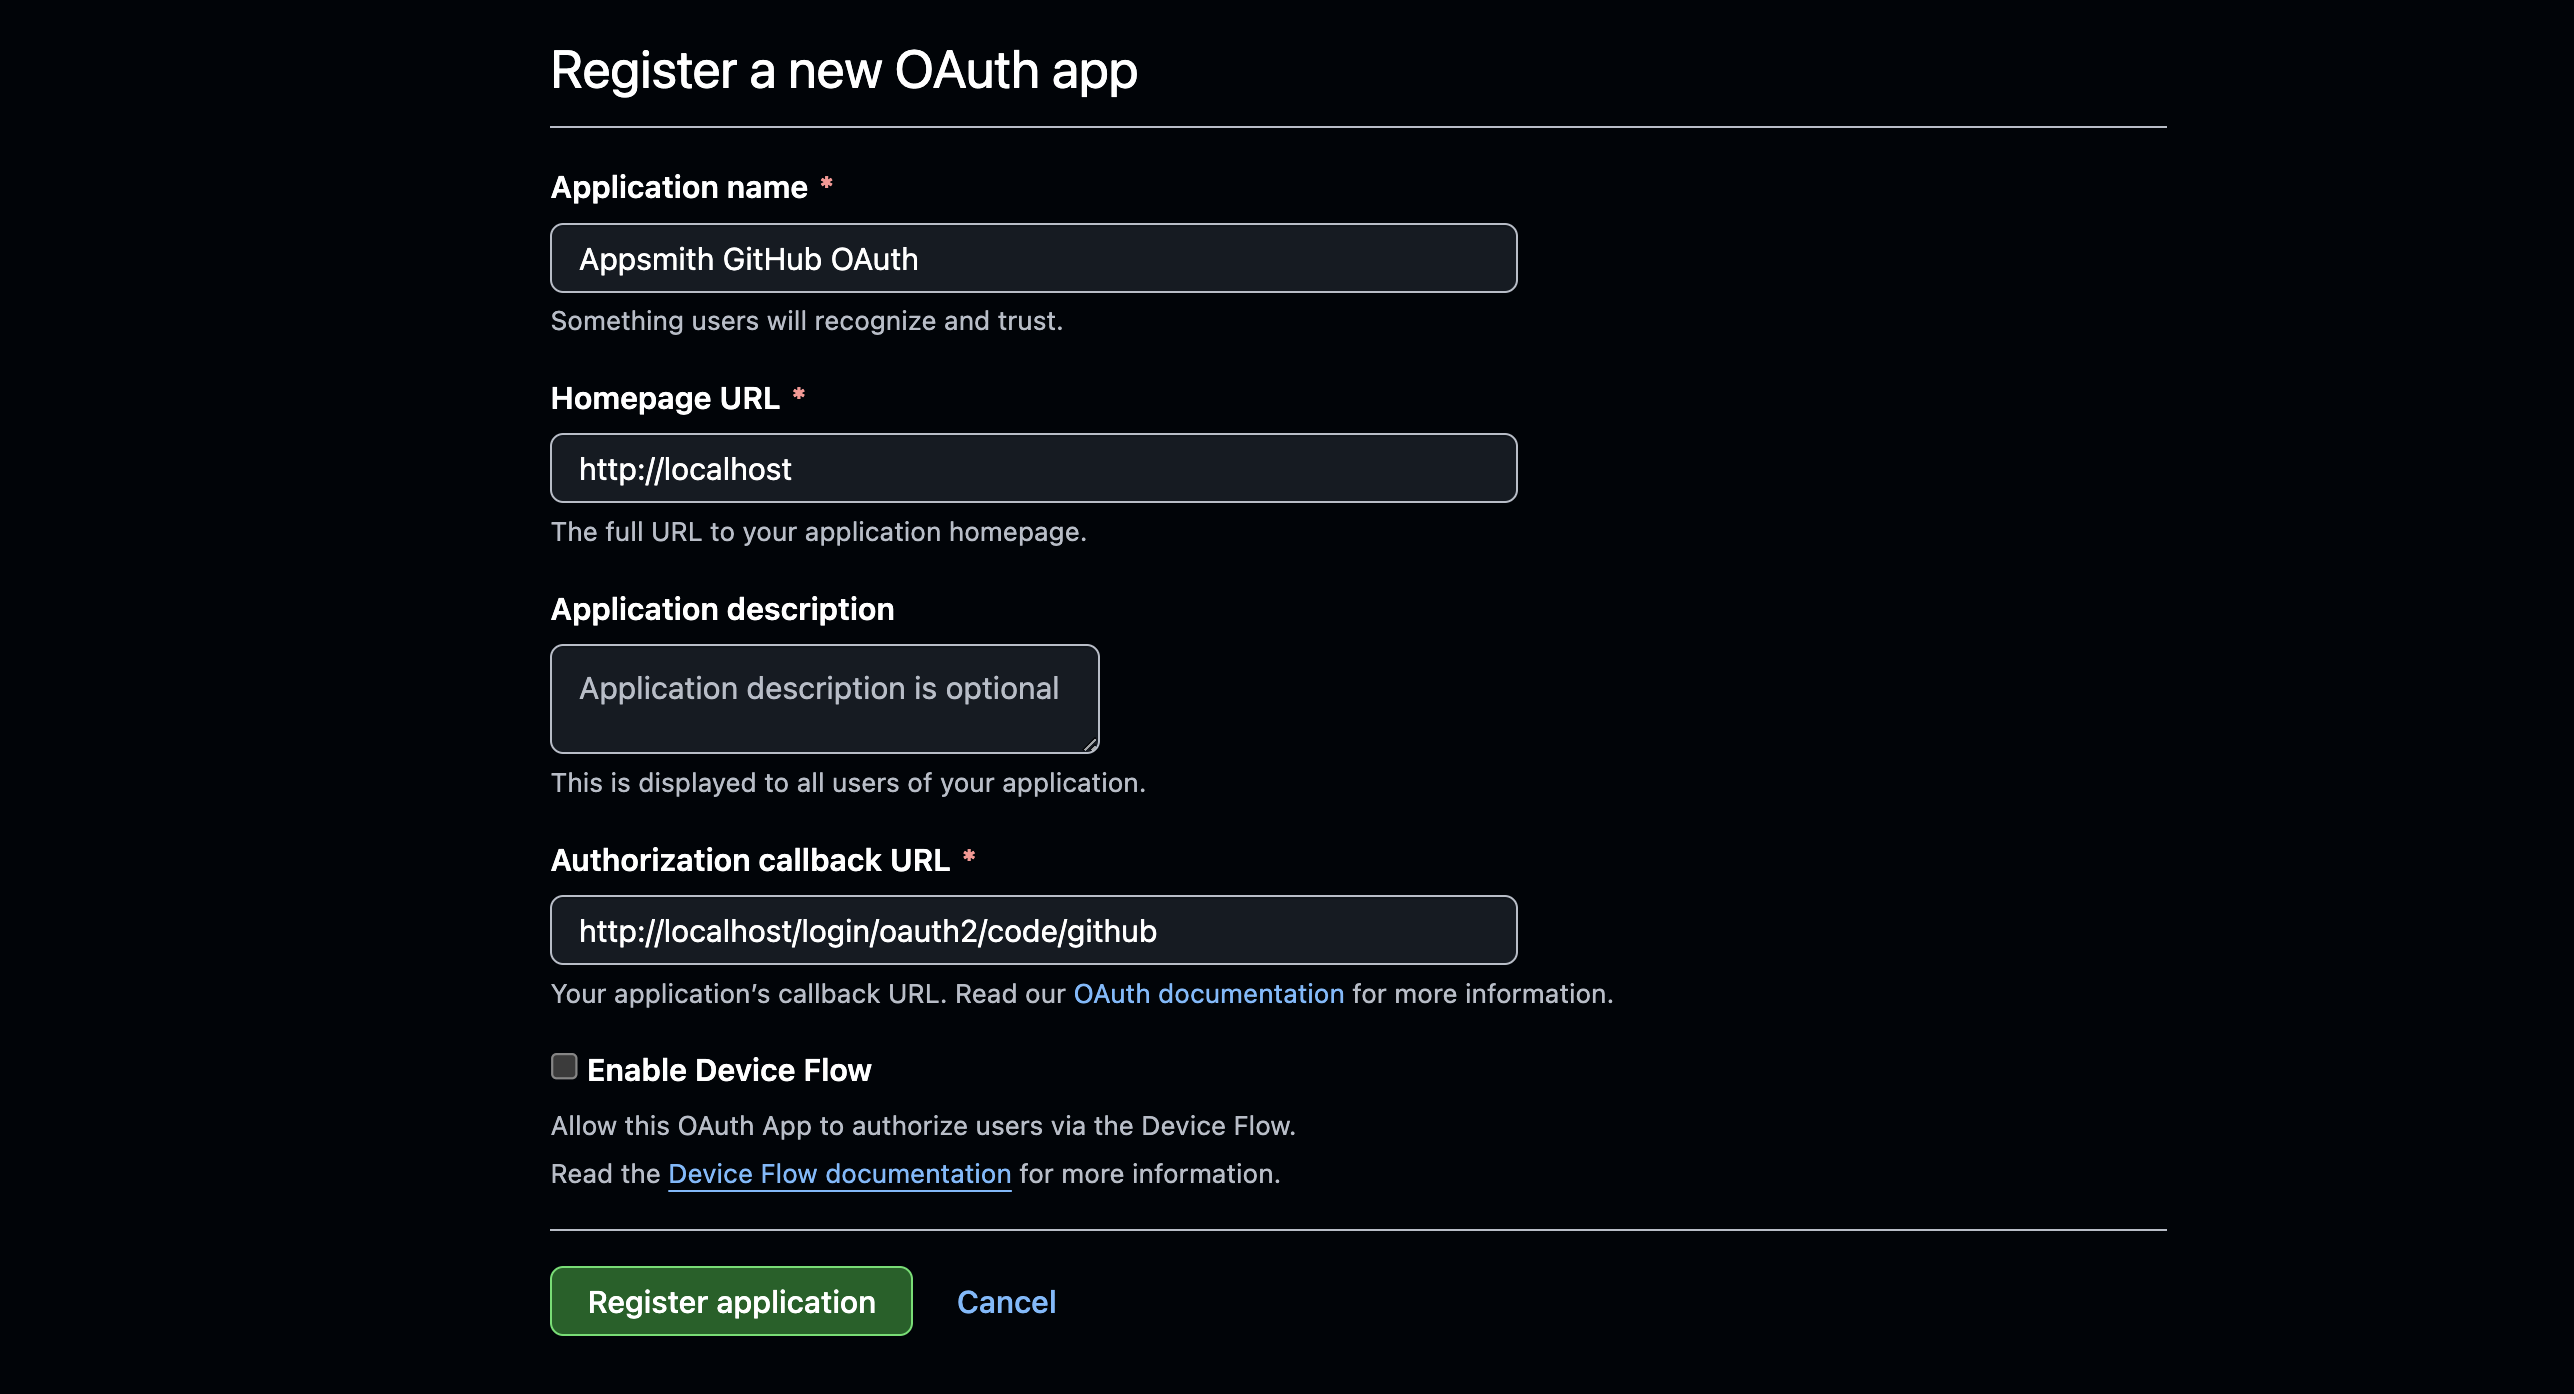 Register a new OAuth app
Application name *
Appsmith GitHub OAuth
Something users will recognize and trust.
Homepage URL *
http://localhost
The full URL to your application homepage.
Application description
Application description is optional
This is displayed to all users of your application.
Authorization callback URL *
http://localhost/login/oauth2/code/github
Your application’s callback URL. Read our OAuth documentation for more information.
Enable Device Flow
Allow this OAuth App to authorize users via the Device Flow.
Read the Device Flow documentation for more information.
Register application Cancel